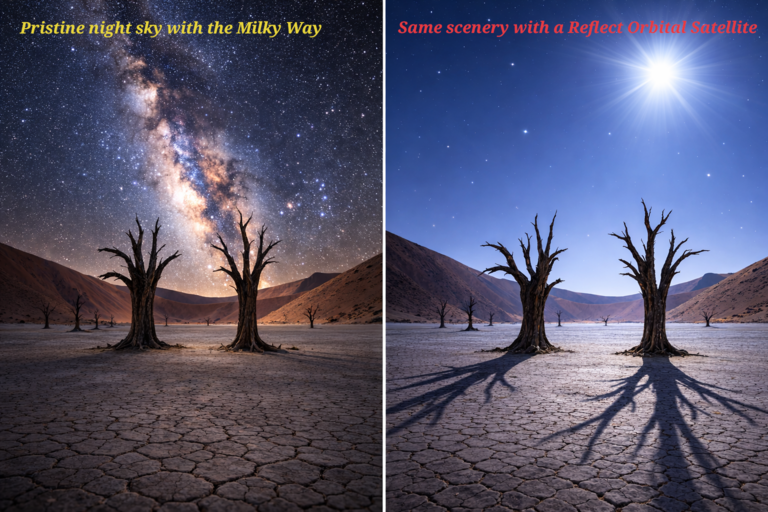 Pristine night sky with the Milky Way
Same scenery with a Reflect Orbital Satellite